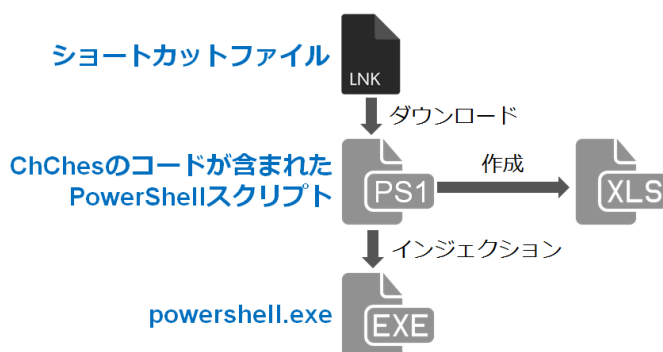 ショートカットファイル
LNK
ダウンロード
ChChesのコードが含まれた
PowerShellスクリプト
PS1
作成
XLS
インジェクション
powershell.exe
EXE